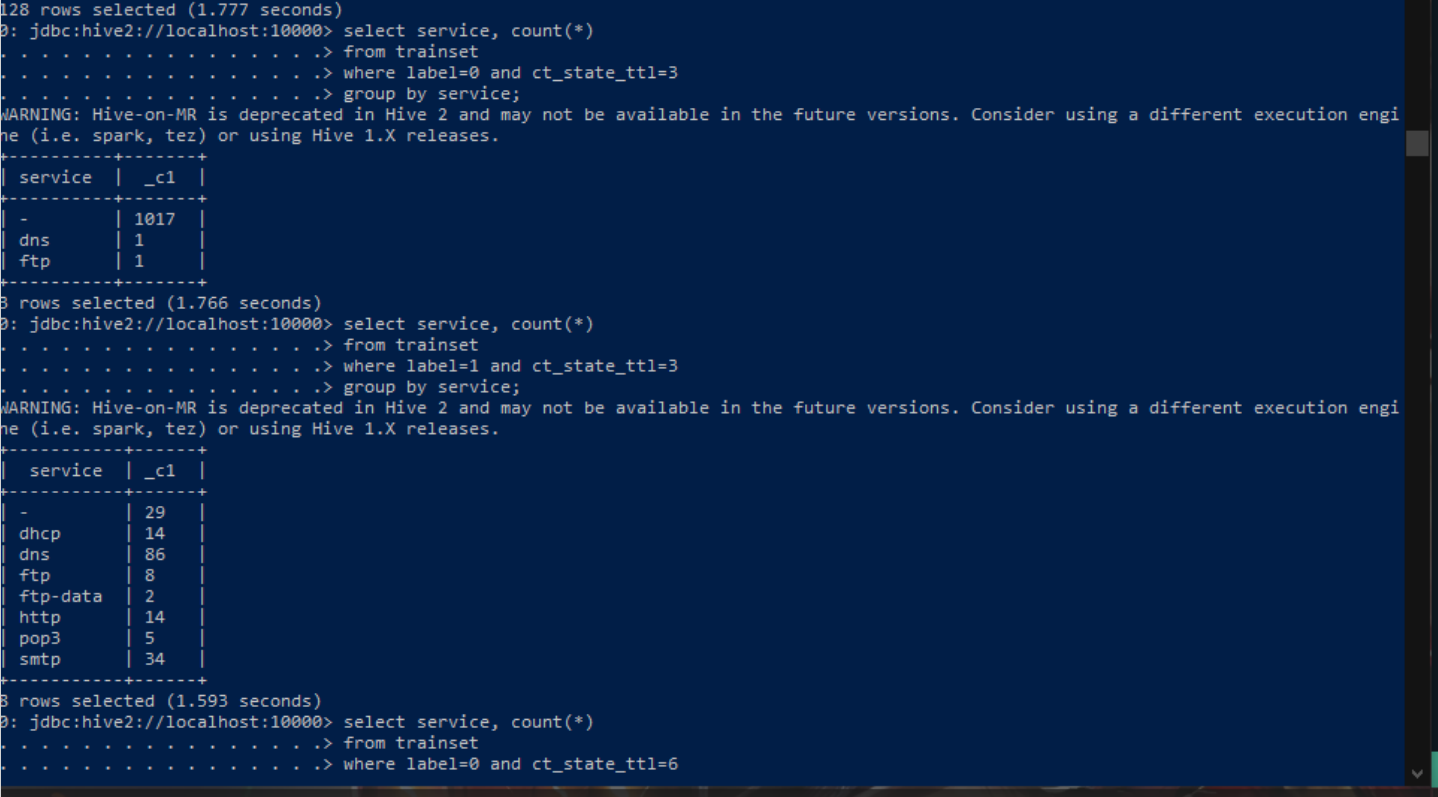 128 rows selected (1.777 seconds)
0: jdbc:hive2://localhost:10000> select service, count(*)
. . . . . . . . . . . . . . . .> from trainset
. . . . . . . . . . . . . . . .> where label=0 and ct_state_ttl=3
. . . . . . . . . . . . . . . .> group by service;
WARNING: Hive-on-MR is deprecated in Hive 2 and may not be available in the future versions. Consider using a different execution engi
ne (i.e. spark, tez) or using Hive 1.X releases.
+----------+-------+
| service  |  _c1  |
+----------+-------+
| -        | 1017  |
| dns      | 1     |
| ftp      | 1     |
+----------+-------+
3 rows selected (1.766 seconds)
0: jdbc:hive2://localhost:10000> select service, count(*)
. . . . . . . . . . . . . . . .> from trainset
. . . . . . . . . . . . . . . .> where label=1 and ct_state_ttl=3
. . . . . . . . . . . . . . . .> group by service;
WARNING: Hive-on-MR is deprecated in Hive 2 and may not be available in the future versions. Consider using a different execution engi
ne (i.e. spark, tez) or using Hive 1.X releases.
+-----------+------+
|  service  | _c1  |
+-----------+------+
| -         | 29   |
| dhcp      | 14   |
| dns       | 86   |
| ftp       | 8    |
| ftp-data  | 2    |
| http      | 14   |
| pop3      | 5    |
| smtp      | 34   |
+-----------+------+
8 rows selected (1.593 seconds)
0: jdbc:hive2://localhost:10000> select service, count(*)
. . . . . . . . . . . . . . . .> from trainset
. . . . . . . . . . . . . . . .> where label=0 and ct_state_ttl=6